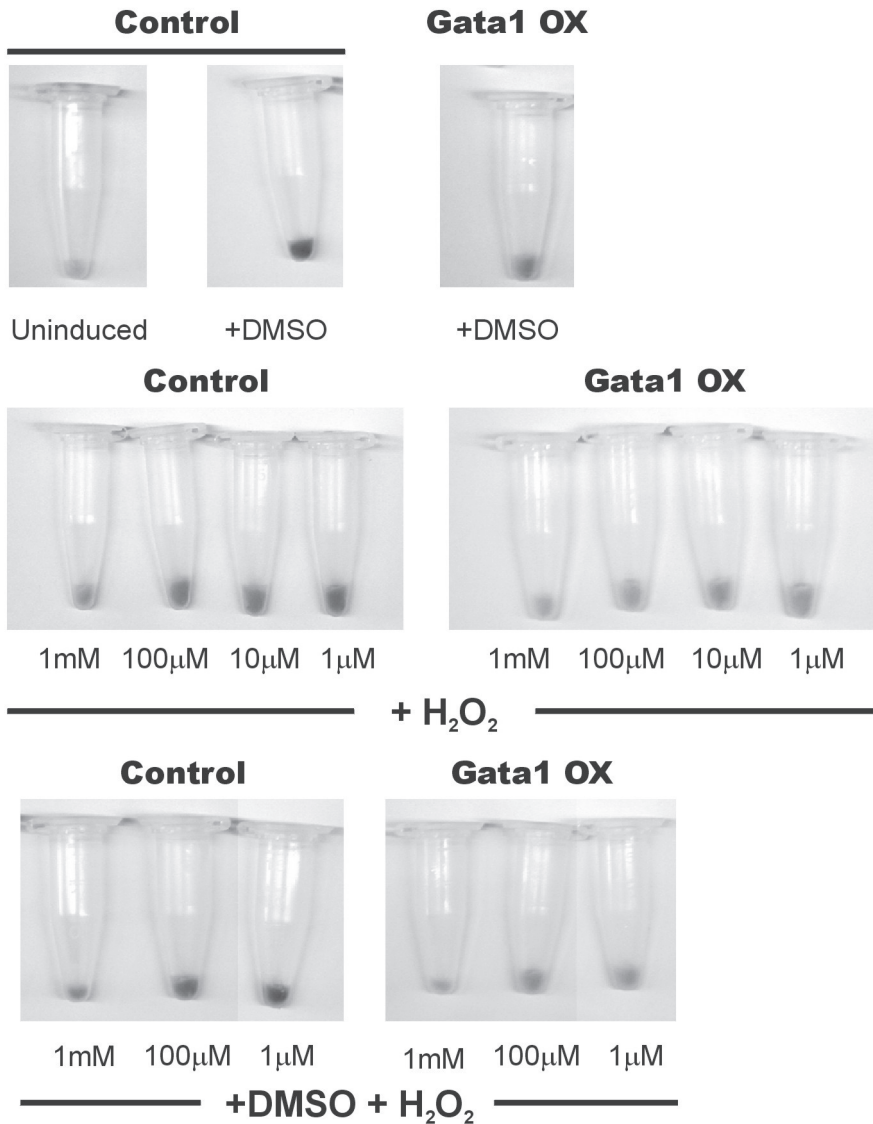 Control Gata1 OX
Uninduced +DMSO +DMSO
Control Gata1 OX
1mM 100μM 10μM 1μM 1mM 100μM 10μM 1μM
+ H₂O₂
Control Gata1 OX
1mM 100μM 1μM 1mM 100μM 1μM
+DMSO + H₂O₂